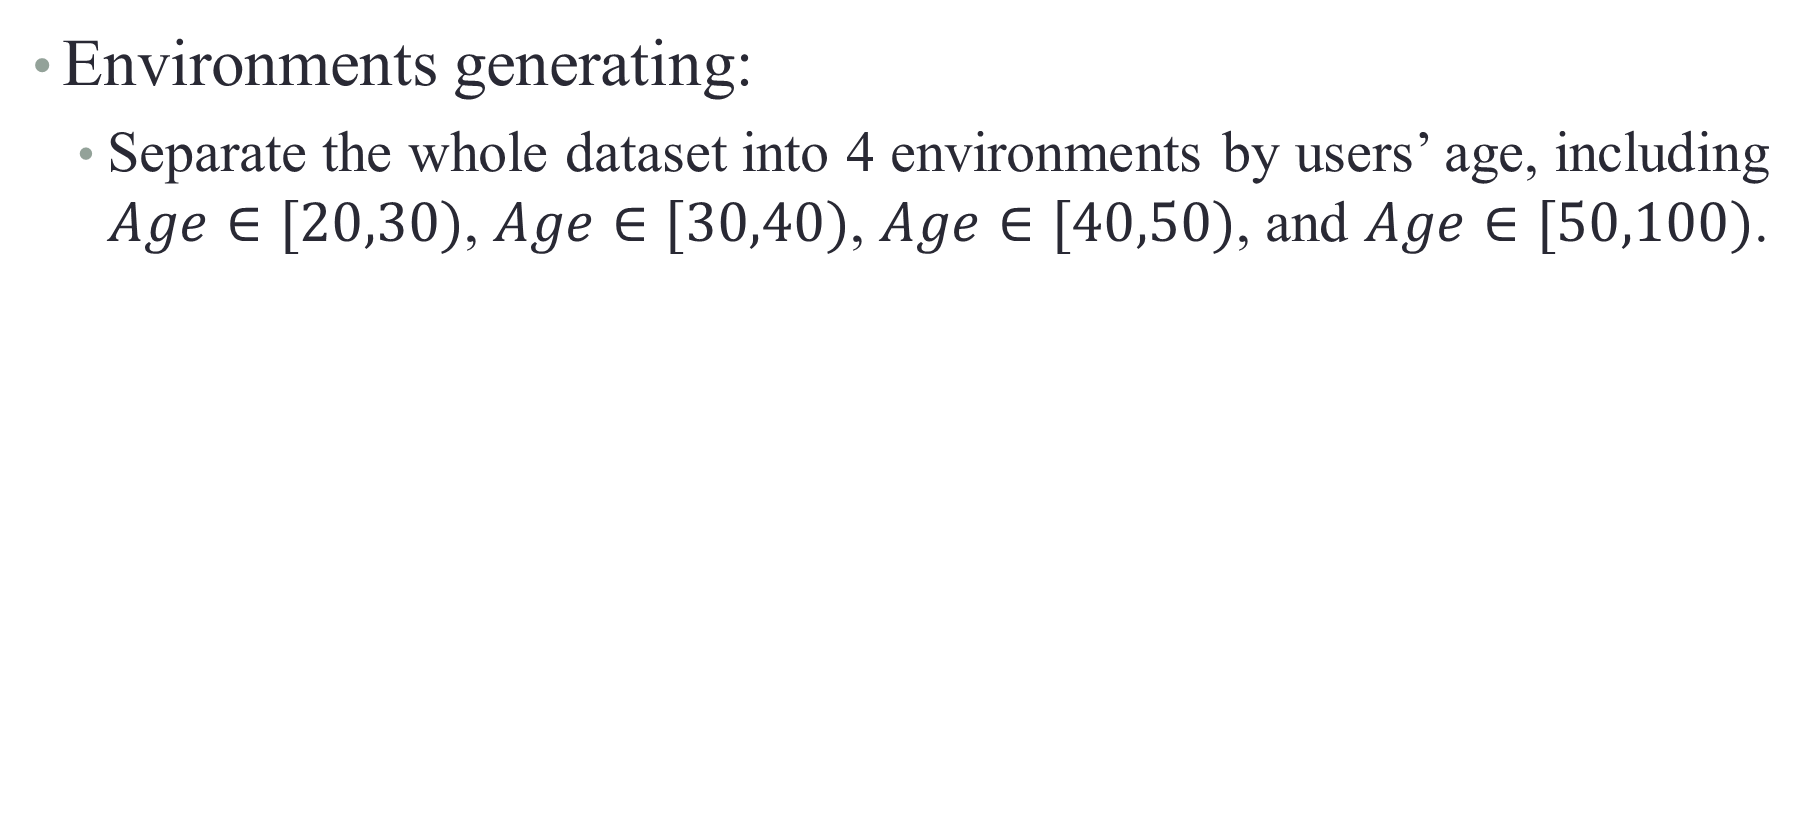 • Environments generating:
• Separate the whole dataset into 4 environments by users’ age, including
Age ∈ [20,30), Age ∈ [30,40), Age ∈ [40,50), and Age ∈ [50,100).